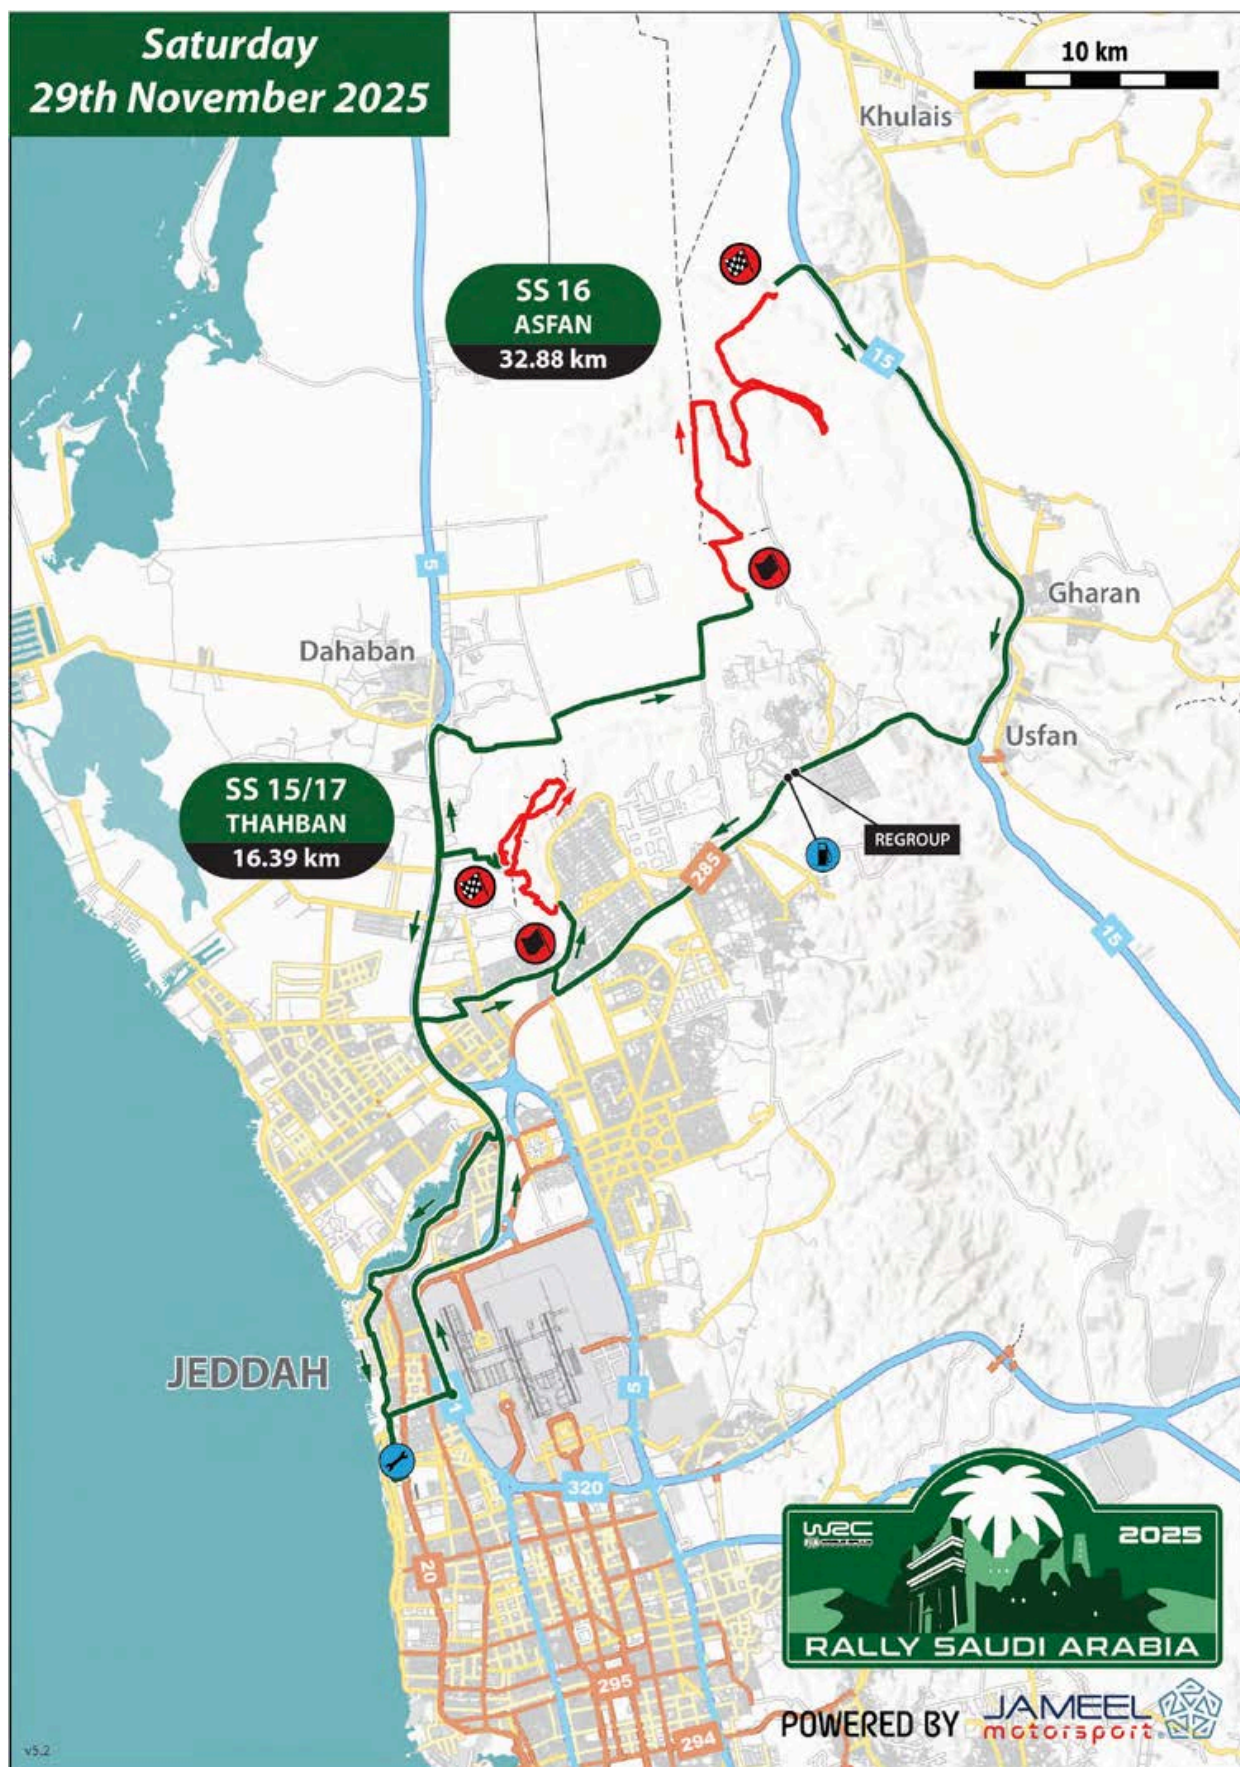 Saturday
29th November 2025
10 km
Khulais
SS 16
ASFAN
32.88 km
15
5
Gharan
Dahaban
Usfan
SS 15/17
THAHBAN
16.39 km
REGROUP
285
15
JEDDAH
5
1
320
20
WRC
2025
RALLY SAUDI ARABIA
295
POWERED BY JAMEEL
motorsport
294
v5.2